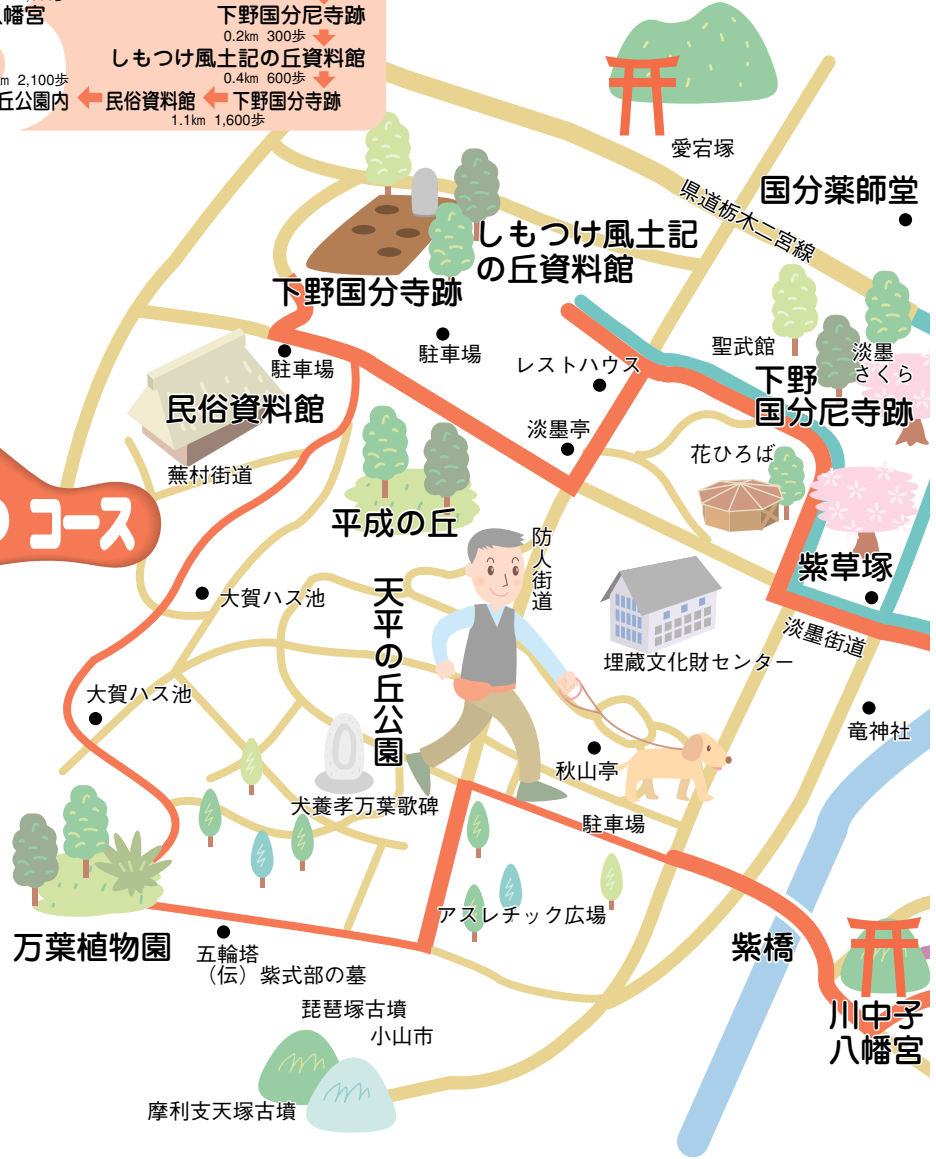 八幡宮
下野国分尼寺跡
0.2km 300歩
しもつけ風土記の丘資料館
2,100歩
0.4km 600歩
丘公園内
民俗資料館
下野国分寺跡
1.1km 1,600歩
愛宕塚
県道栃木二宮線
国分薬師堂
しもつけ風土記
の丘資料館
下野国分寺跡
駐車場
駐車場
レストハウス
聖武館
淡墨
さくら
下野
国分尼寺跡
民俗資料館
淡墨亭
花ひろば
蕪村街道
コース
平成の丘
防人街道
紫草塚
大賀ハス池
天平の丘公園
淡墨街道
埋蔵文化財センター
大賀ハス池
竜神社
秋山亭
犬養孝万葉歌碑
駐車場
アスレチック広場
万葉植物園
五輪塔
（伝）紫式部の墓
紫橋
琵琶塚古墳
小山市
川中子
八幡宮
摩利支天塚古墳